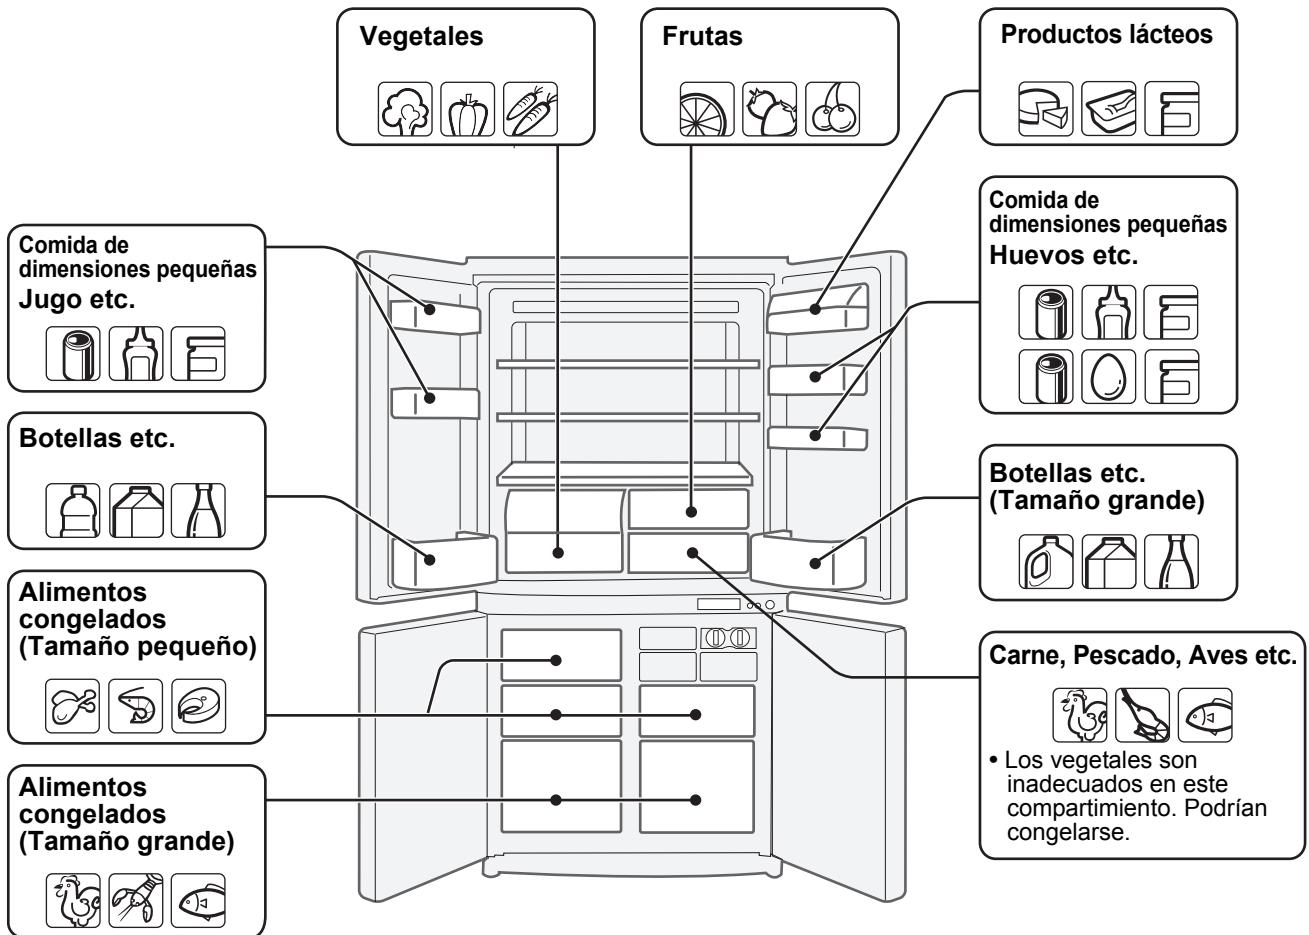 Vegetales
Frutas
Productos lácteos
Comida de
dimensiones pequeñas
Jugo etc.
Comida de
dimensiones pequeñas
Huevos etc.
Botellas etc.
Botellas etc.
(Tamaño grande)
Alimentos
congelados
(Tamaño pequeño)
Carne, Pescado, Aves etc.
• Los vegetales son
inadecuados en este
compartimiento. Podrían
congelarse.
Alimentos
congelados
(Tamaño grande)